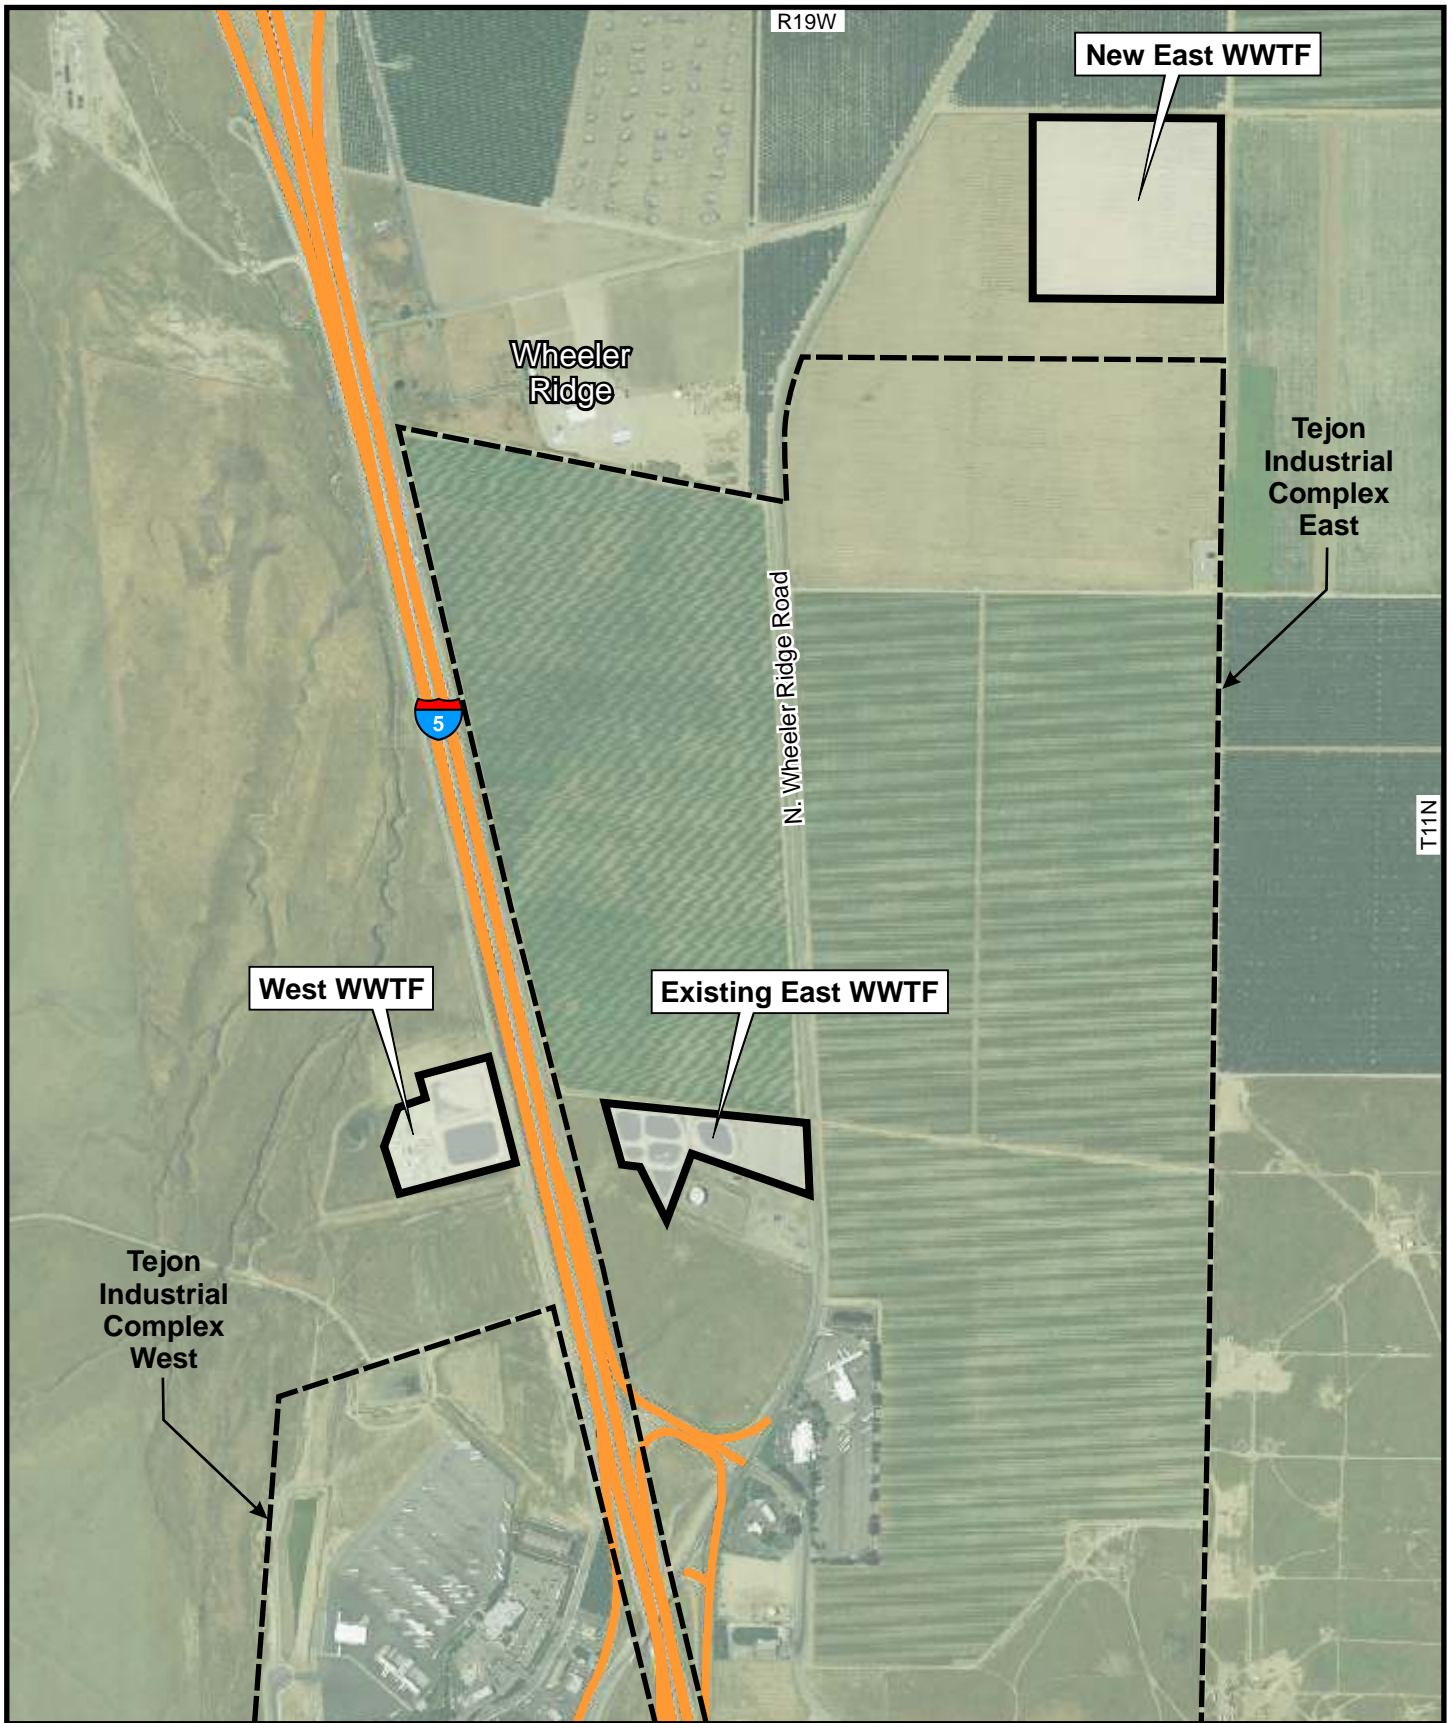 R19W
New East WWTF
Wheeler
Ridge
Tejon
Industrial
Complex
East
N. Wheeler Ridge Road
5
T11N
West WWTF
Existing East WWTF
Tejon
Industrial
Complex
West